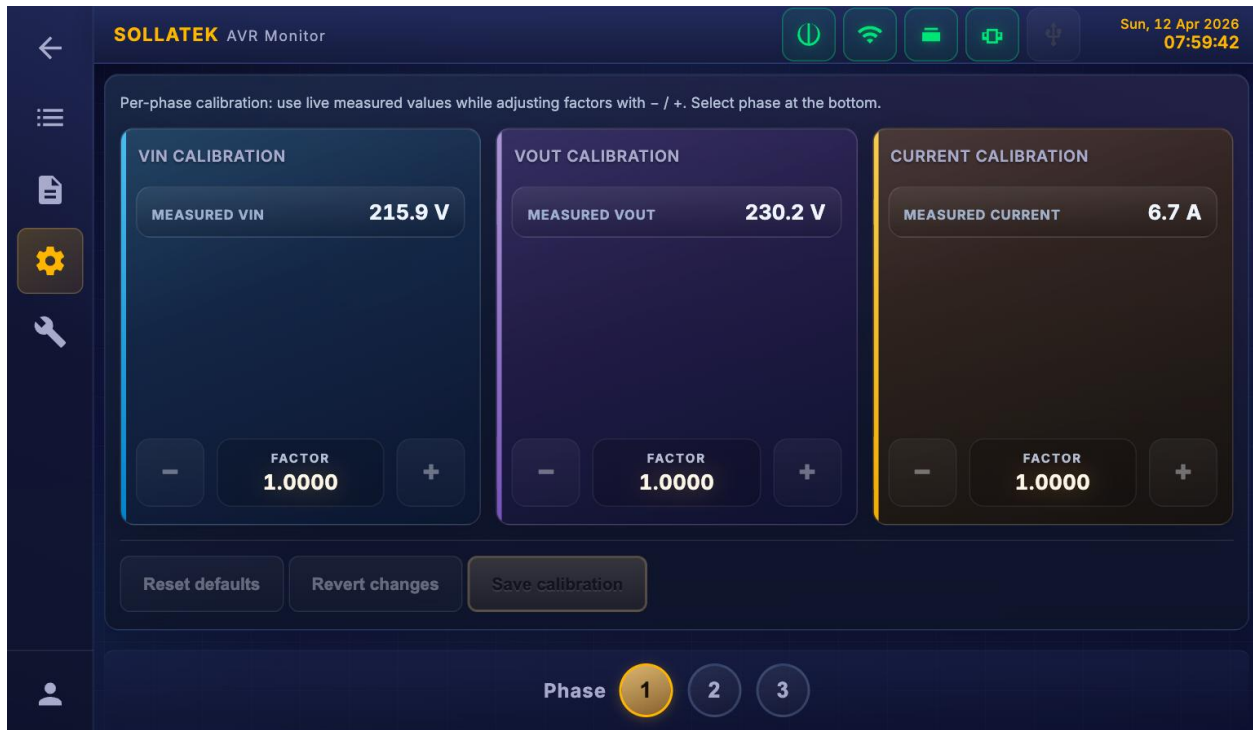 SOLLATEK AVR Monitor
Sun, 12 Apr 2026
07:59:42
Per-phase calibration: use live measured values while adjusting factors with − / +. Select phase at the bottom.
VIN CALIBRATION
MEASURED VIN 215.9 V
− FACTOR +
1.0000
VOUT CALIBRATION
MEASURED VOUT 230.2 V
− FACTOR +
1.0000
CURRENT CALIBRATION
MEASURED CURRENT 6.7 A
− FACTOR +
1.0000
Reset defaults Revert changes Save calibration
Phase 1 2 3